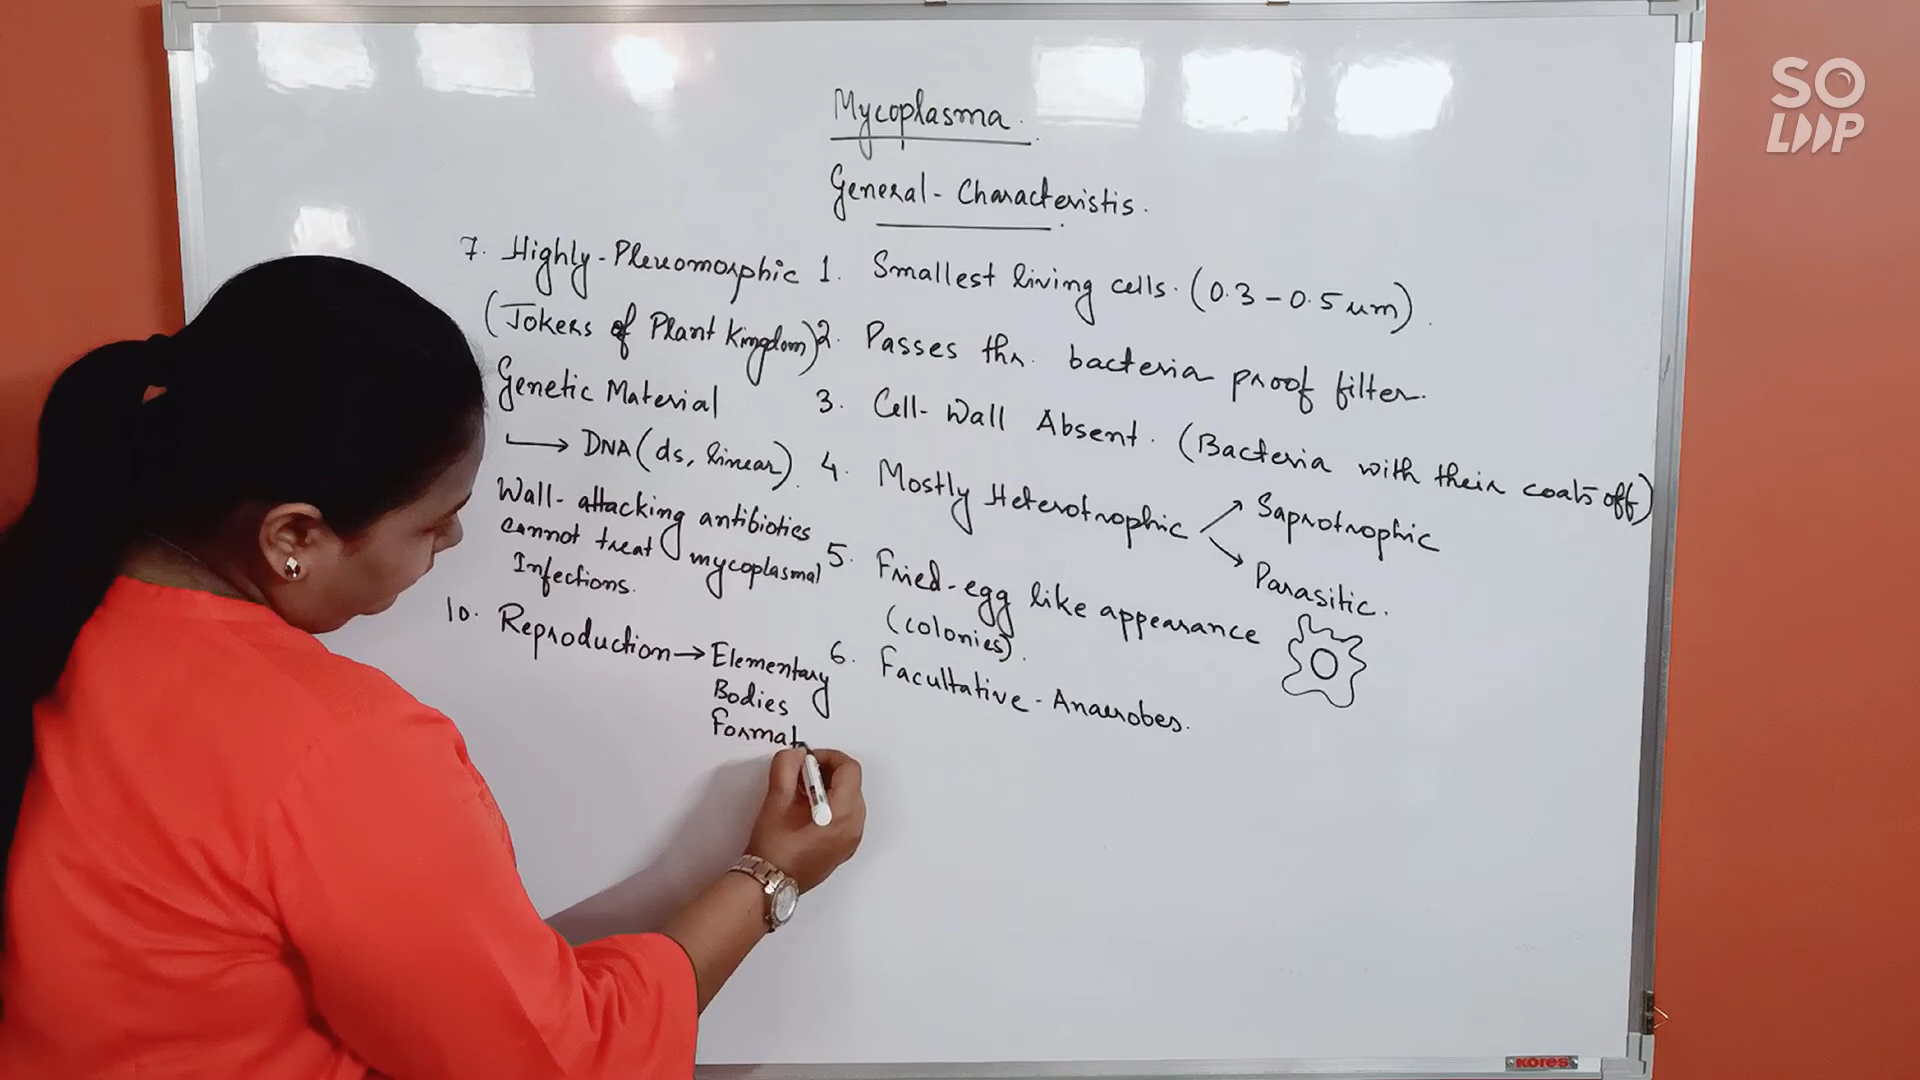 SO
LOOP
Mycoplasma.
General - Characteristis.
1. Smallest living cells. (0.3 - 0.5 um).
2. Passes thr. bacteria proof filter.
3. Cell-Wall Absent. (Bacteria with their coats off)
4. Mostly Heterotrophic → Saprotrophic
→ Parasitic.
5. Fried-egg like appearance
(colonies).
6. Facultative - Anaerobes.
7. Highly-Pleuomorphic
(Jokers of Plant Kingdom)
Genetic Material
→ DNA (ds, linear).
Wall-attacking antibiotics
cannot treat mycoplasmal
Infections.
10. Reproduction → Elementary
Bodies
Format
KORES